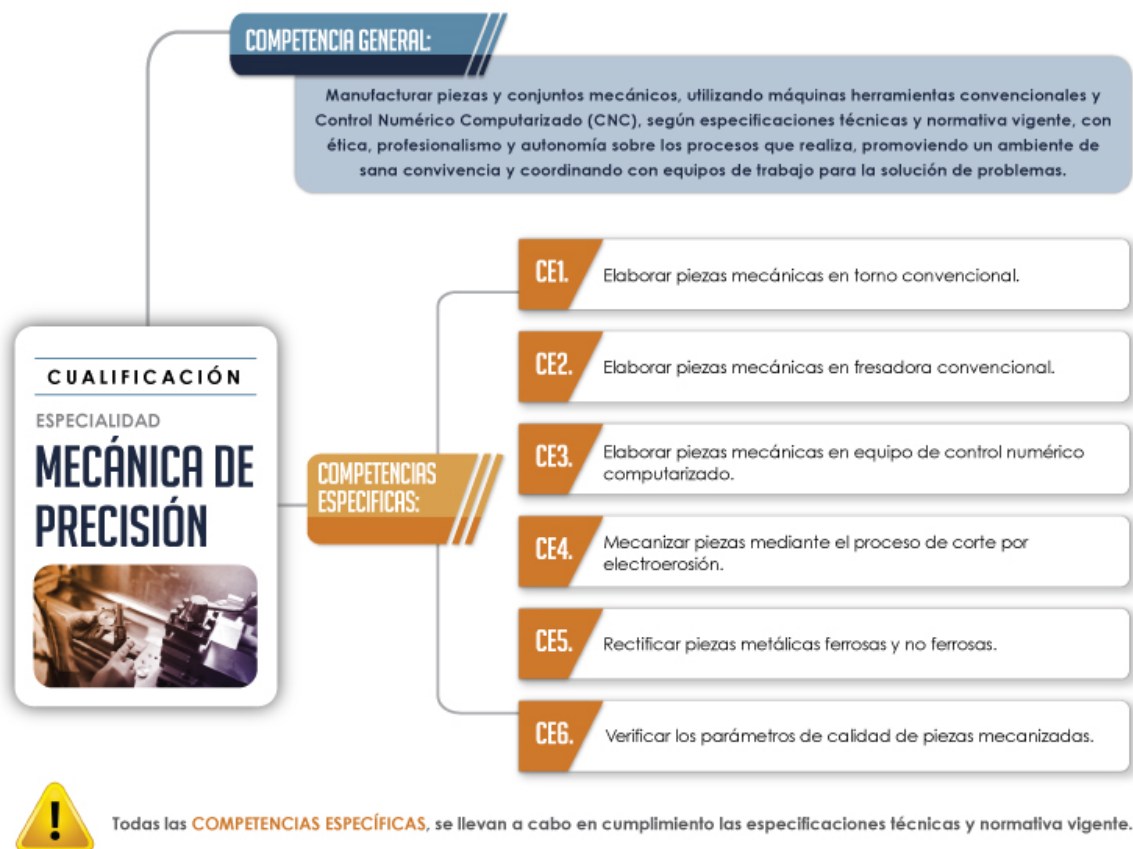 COMPETENCIA GENERAL:
Manufacturar piezas y conjuntos mecánicos, utilizando máquinas herramientas convencionales y
Control Numérico Computarizado (CNC), según especificaciones técnicas y normativa vigente, con
ética, profesionalismo y autonomía sobre los procesos que realiza, promoviendo un ambiente de
sana convivencia y coordinando con equipos de trabajo para la solución de problemas.
CUALIFICACIÓN
ESPECIALIDAD
MECÁNICA DE
PRECISIÓN
COMPETENCIAS
ESPECIFICAS:
CE1. Elaborar piezas mecánicas en torno convencional.
CE2. Elaborar piezas mecánicas en fresadora convencional.
CE3. Elaborar piezas mecánicas en equipo de control numérico
computarizado.
CE4. Mecanizar piezas mediante el proceso de corte por
electroerosión.
CE5. Rectificar piezas metálicas ferrosas y no ferrosas.
CE6. Verificar los parámetros de calidad de piezas mecanizadas.
! Todas las COMPETENCIAS ESPECÍFICAS, se llevan a cabo en cumplimiento las especificaciones técnicas y normativa vigente.